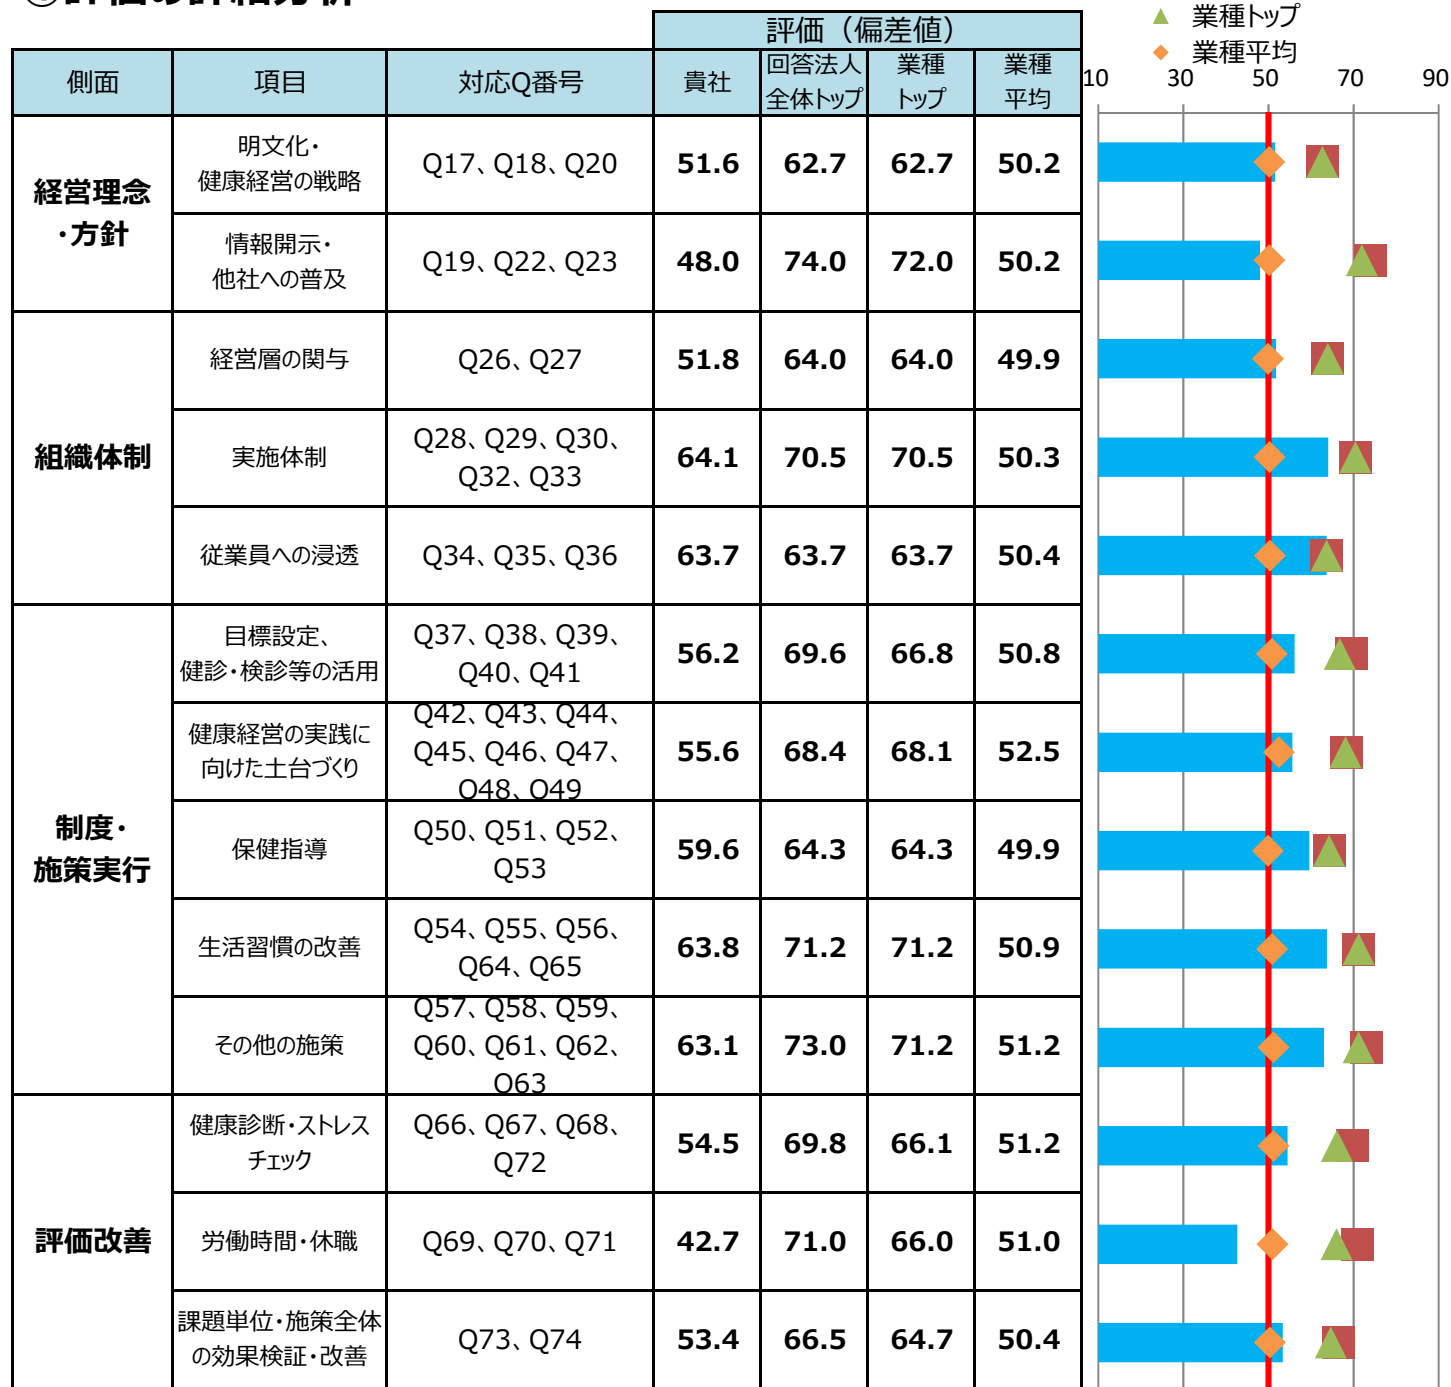 評価（偏差値）
側面 項目 対応Q番号 貴社 回答法人 業種 業種
全体トップ トップ 平均
▲ 業種トップ
◆ 業種平均
10 30 50 70 90
経営理念
・方針
明文化・
健康経営の戦略
Q17、Q18、Q20 51.6 62.7 62.7 50.2
情報開示・
他社への普及
Q19、Q22、Q23 48.0 74.0 72.0 50.2
組織体制
経営層の関与 Q26、Q27 51.8 64.0 64.0 49.9
実施体制
Q28、Q29、Q30、
Q32、Q33
64.1 70.5 70.5 50.3
従業員への浸透 Q34、Q35、Q36 63.7 63.7 63.7 50.4
制度・
施策実行
目標設定、
健診・検診等の活用
Q37、Q38、Q39、
Q40、Q41
56.2 69.6 66.8 50.8
健康経営の実践に
向けた土台づくり
Q42、Q43、Q44、
Q45、Q46、Q47、
Q48、Q49
55.6 68.4 68.1 52.5
保健指導
Q50、Q51、Q52、
Q53
59.6 64.3 64.3 49.9
生活習慣の改善
Q54、Q55、Q56、
Q64、Q65
63.8 71.2 71.2 50.9
その他の施策
Q57、Q58、Q59、
Q60、Q61、Q62、
Q63
63.1 73.0 71.2 51.2
評価改善
健康診断・ストレス
チェック
Q66、Q67、Q68、
Q72
54.5 69.8 66.1 51.2
労働時間・休職 Q69、Q70、Q71 42.7 71.0 66.0 51.0
課題単位・施策全体
の効果検証・改善
Q73、Q74 53.4 66.5 64.7 50.4